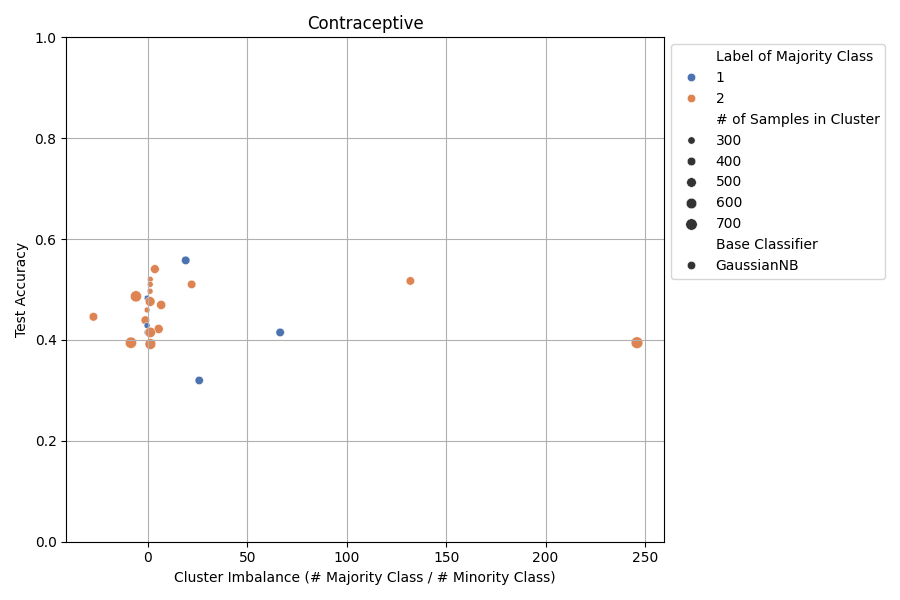 Contraceptive
1.0
0.8
0.6
0.4
0.2
0.0
Test Accuracy
0
50
100
150
200
250
Cluster Imbalance (# Majority Class / # Minority Class)
Label of Majority Class
1
2
# of Samples in Cluster
300
400
500
600
700
Base Classifier
GaussianNB